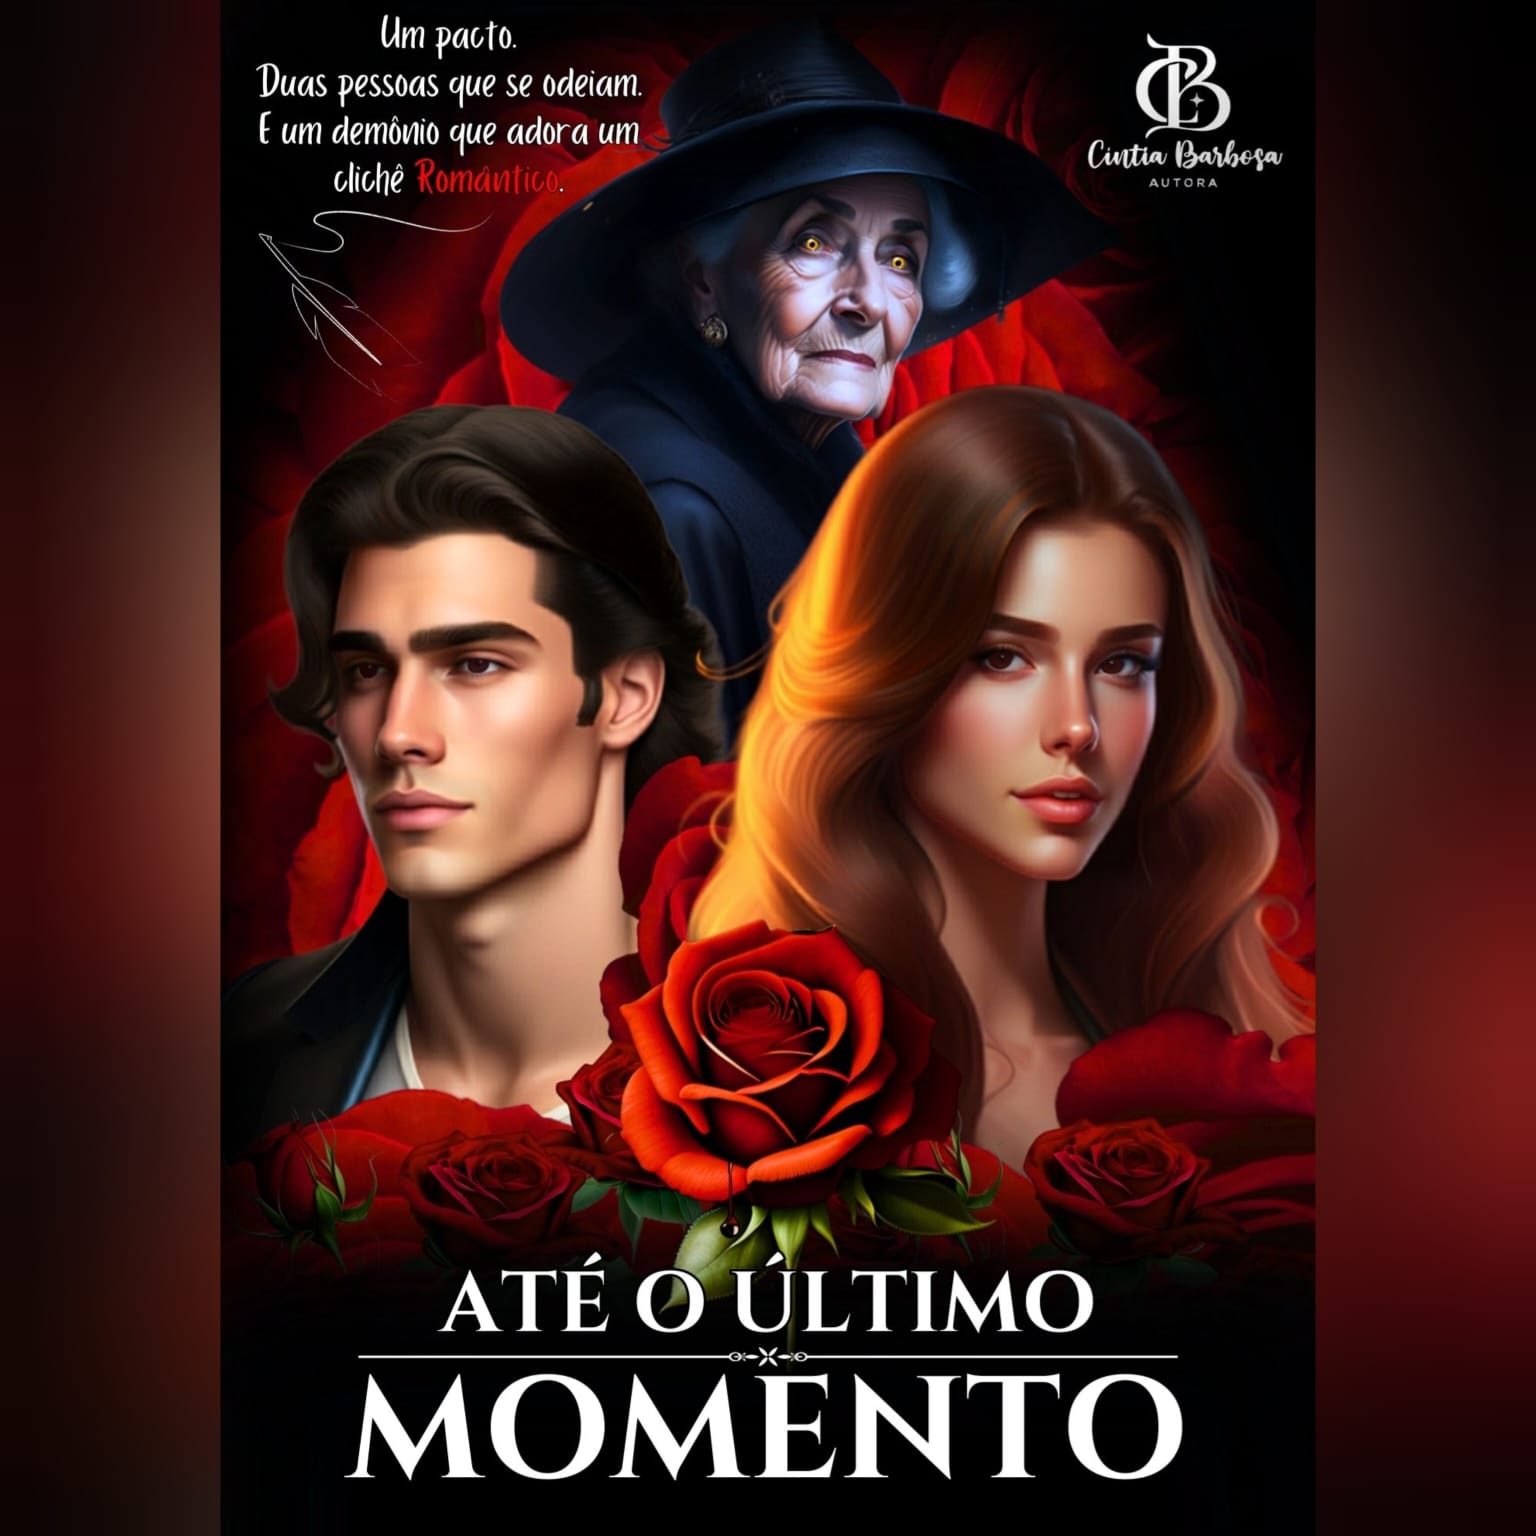 Um pacto.
Duas pessoas que se odeiam.
E um demônio que adora um
clichê Romântico.
CB
Cintia Barbosa
AUTORA
ATÉ O ÚLTIMO
MOMENTO